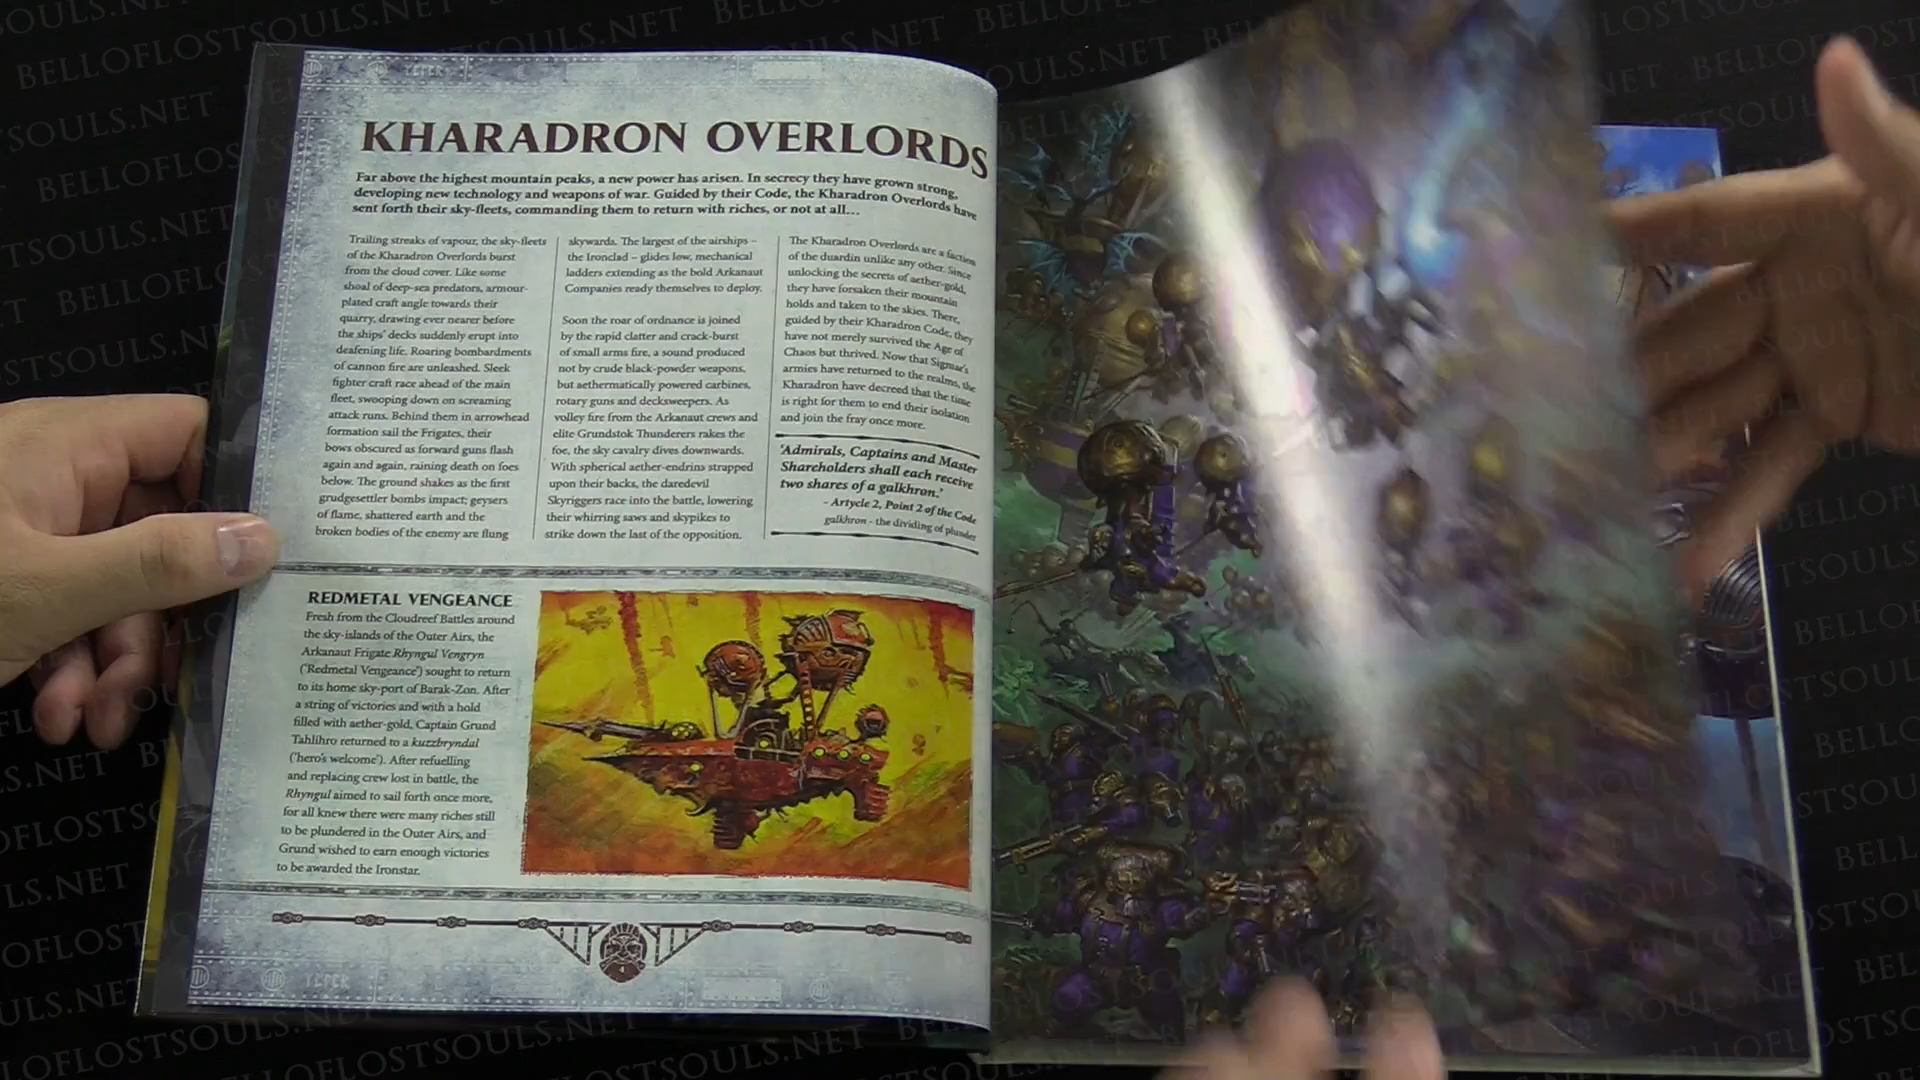 KHARADRON OVERLORDS
Far above the highest mountain peaks, a new power has arisen. In secrecy they have grown strong,
developing new technology and weapons of war. Guided by their Code, the Kharadron Overlords have
sent forth their sky-fleets, commanding them to return with riches, or not at all...
Trailing streaks of vapour, the sky-fleets
of the Kharadron Overlords burst
from the cloud cover. Like some
shoal of deep-sea predators, armour-
plated craft angle towards their
quarry, drawing ever nearer before
the ships' decks suddenly erupt into
deafening life. Roaring bombardments
of cannon fire are unleashed. Sleek
fighter craft race ahead of the main
fleet, swooping down on screaming
attack runs. Behind them in arrowhead
formation sail the Frigates, their
bows obscured as forward guns flash
again and again, raining death on foes
below. The ground shakes as the first
grudgesettler bombs impact; geysers
of flame, shattered earth and the
broken bodies of the enemy are flung
skywards. The largest of the airships –
the Ironclad – glides low, mechanical
ladders extending as the bold Arkanaut
Companies ready themselves to deploy.
Soon the roar of ordnance is joined
by the rapid clatter and crack-burst
of small arms fire, a sound produced
not by crude black-powder weapons,
but aethermatically powered carbines,
rotary guns and decksweepers. As
volley fire from the Arkanaut crews and
elite Grundstok Thunderers rakes the
foe, the sky cavalry dives downwards.
With spherical aether-endrins strapped
upon their backs, the daredevil
Skyriggers race into the battle, lowering
their whirring saws and skypikes to
strike down the last of the opposition.
The Kharadron Overlords are a faction
of the duardin unlike any other. Since
unlocking the secrets of aether-gold,
they have forsaken their mountain
holds and taken to the skies. There,
guided by their Kharadron Code, they
have not merely survived the Age of
Chaos but thrived. Now that Sigmar's
armies have returned to the realms, the
Kharadron have decreed that the time
is right for them to end their isolation
and join the fray once more.
'Admirals, Captains and Master
Shareholders shall each receive
two shares of a galkhron.'
- Artycle 2, Point 2 of the Code
galkhron - the dividing of plunder
REDMETAL VENGEANCE
Fresh from the Cloudreef Battles around
the sky-islands of the Outer Airs, the
Arkanaut Frigate Rhyngul Vengryn
('Redmetal Vengeance') sought to return
to its home sky-port of Barak-Zon. After
a string of victories and with a hold
filled with aether-gold, Captain Grund
Tahlihro returned to a kuzzbryndal
('hero's welcome'). After refuelling
and replacing crew lost in battle, the
Rhyngul aimed to sail forth once more,
for all knew there were many riches still
to be plundered in the Outer Airs, and
Grund wished to earn enough victories
to be awarded the Ironstar.
4
BELLOFLOSTSOULS.NET